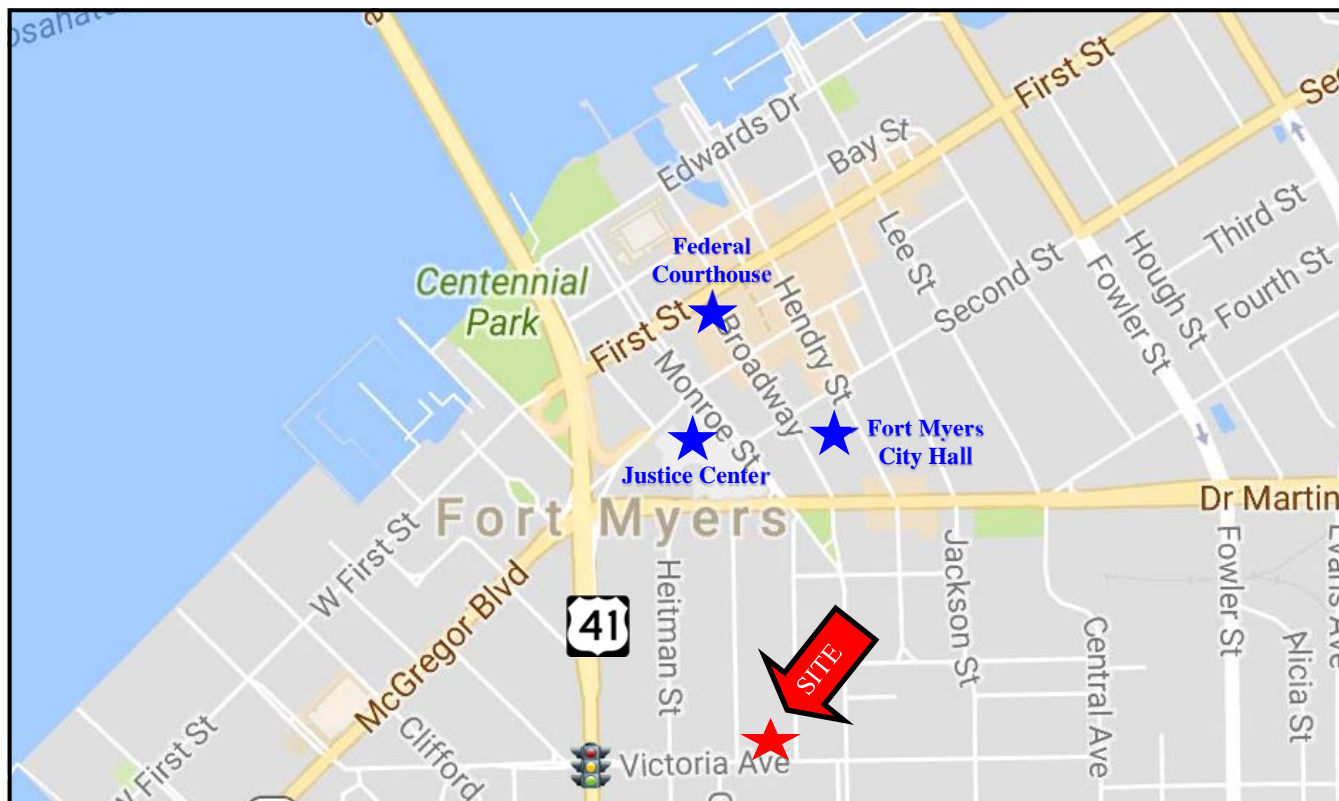 First St
Edwards Dr
Bay St
Federal
Courthouse
Lee St
Third St
Hough St
Centennial
Park
Hendry St
Second St
Fourth St
Fowler St
First St
Broadway
Monroe St
Fort Myers
City Hall
Justice Center
Dr Martin
Fort Myers
W First St
McGregor Blvd
41
Heitman St
Jackson St
Fowler St
Evans Ave
SITE
Central Ave
Alicia St
W First St
Clifford
Victoria Ave